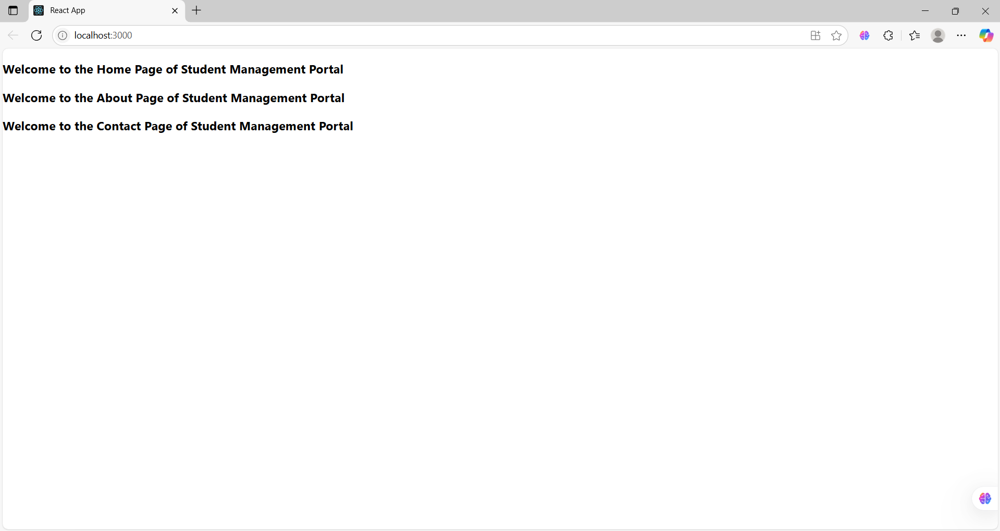 React App
localhost:3000
Welcome to the Home Page of Student Management Portal
Welcome to the About Page of Student Management Portal
Welcome to the Contact Page of Student Management Portal